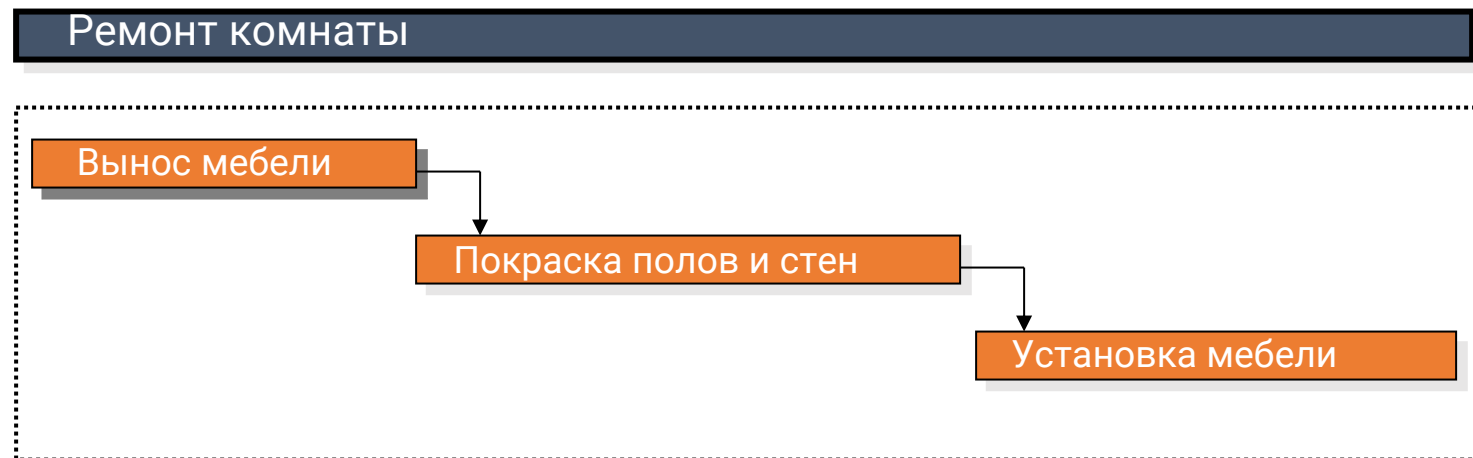 Ремонт комнаты
Вынос мебели
Покраска полов и стен
Установка мебели